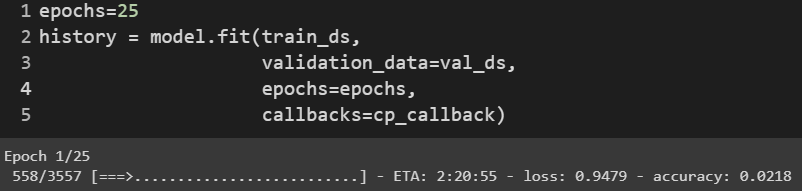 1 epochs=25
2 history = model.fit(train_ds,
3 validation_data=val_ds,
4 epochs=epochs,
5 callbacks=cp_callback)
Epoch 1/25
558/3557 [===>..........................] - ETA: 2:20:55 - loss: 0.9479 - accuracy: 0.0218